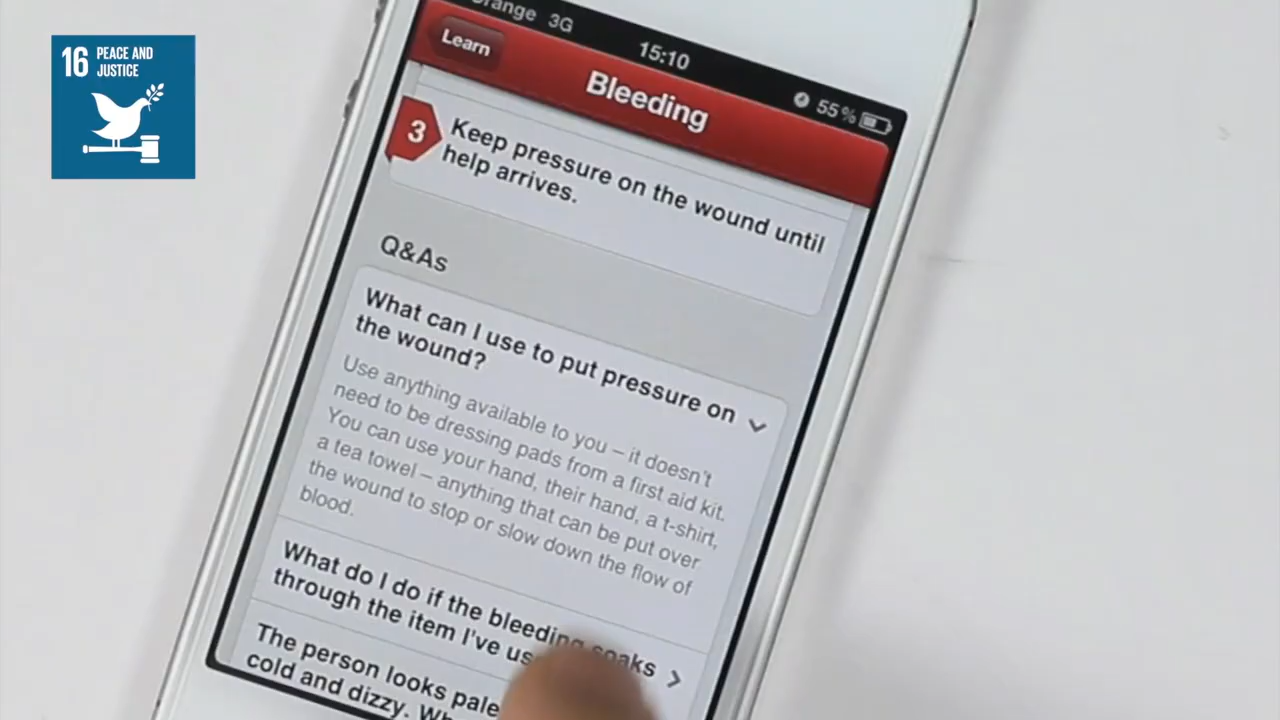 16 PEACE AND
JUSTICE
Orange 3G
15:10
55%
Learn
Bleeding
3
Keep pressure on the wound until
help arrives.
Q&As
What can I use to put pressure on
the wound?
Use anything available to you – it doesn't
need to be dressing pads from a first aid kit.
You can use your hand, their hand, a t-shirt,
a tea towel – anything that can be put over
the wound to stop or slow down the flow of
blood.
What do I do if the bleeding soaks
through the item I've
The person looks pale
cold and dizzy.